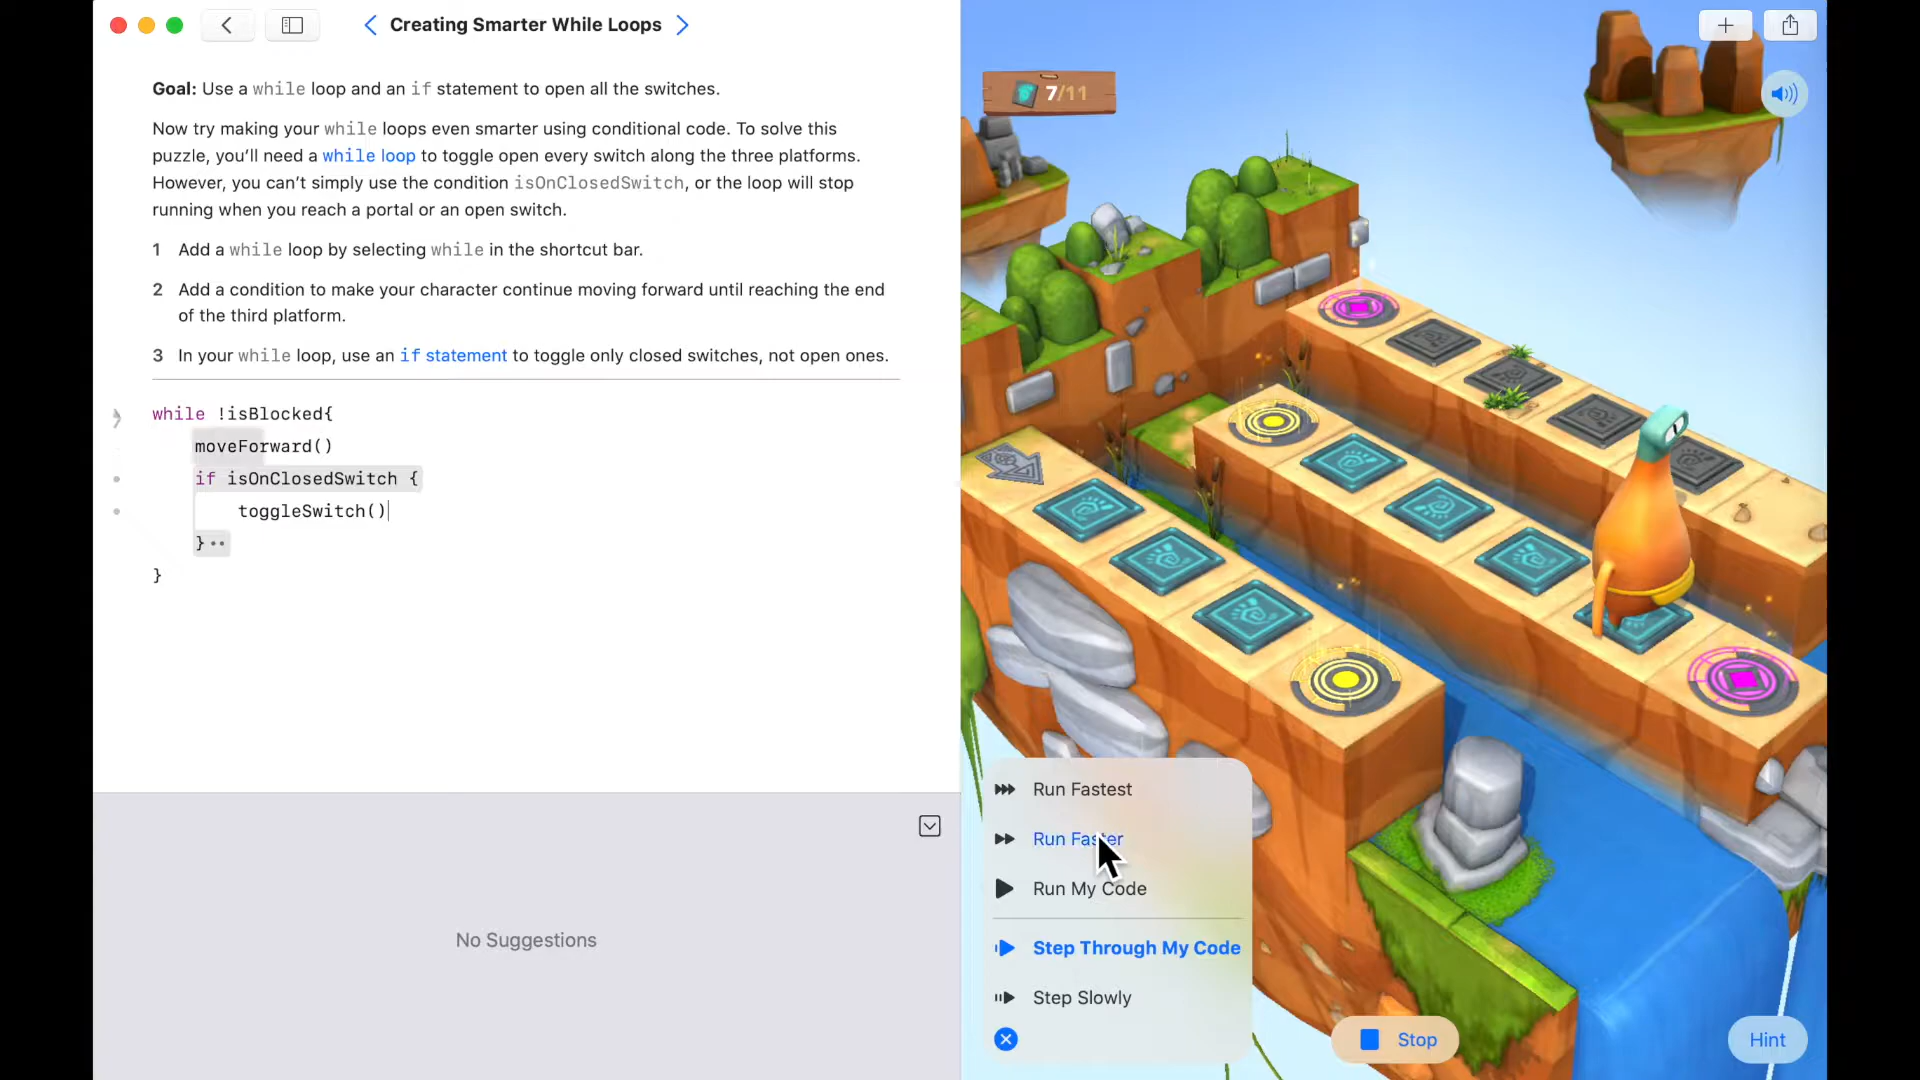 Creating Smarter While Loops
Goal: Use a while loop and an if statement to open all the switches.
Now try making your while loops even smarter using conditional code. To solve this
puzzle, you’ll need a while loop to toggle open every switch along the three platforms.
However, you can’t simply use the condition isOnClosedSwitch, or the loop will stop
running when you reach a portal or an open switch.
1 Add a while loop by selecting while in the shortcut bar.
2 Add a condition to make your character continue moving forward until reaching the end
of the third platform.
3 In your while loop, use an if statement to toggle only closed switches, not open ones.
while !isBlocked{
moveForward()
if isOnClosedSwitch {
toggleSwitch()
}
}
No Suggestions
7/11
Run Fastest
Run Faster
Run My Code
Step Through My Code
Step Slowly
Stop
Hint